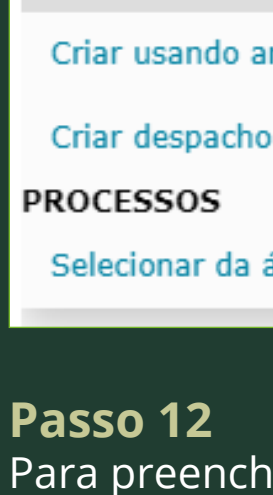 Criar usando
Criar despacho
PROCESSOS
Selecionar da
Passo 12
Para